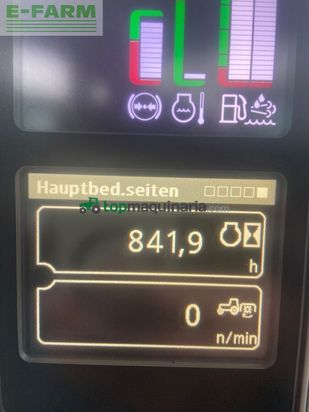 E-FARM
Hauptbed.seiten
topmaquinaria.com
841,9
h
0
n/min